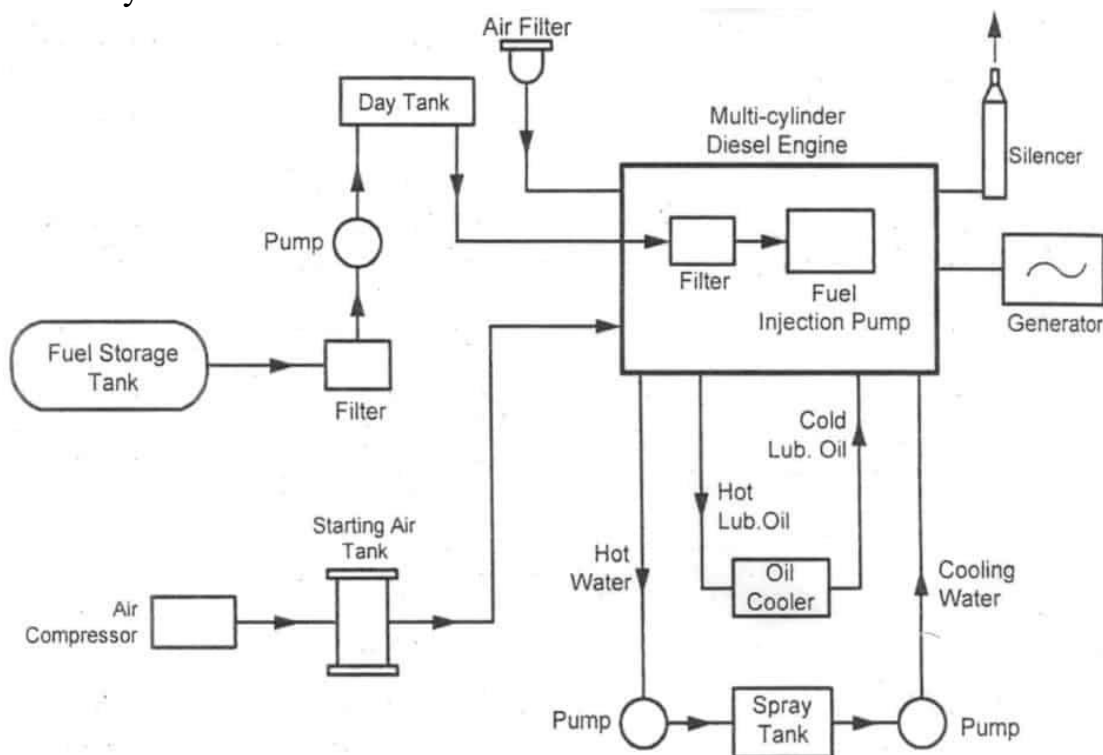 Air Filter
Day Tank
Multi-cylinder
Diesel Engine
Silencer
Pump
Filter
Fuel
Injection Pump
Generator
Fuel Storage
Tank
Filter
Cold
Lub. Oil
Hot
Lub.Oil
Starting Air
Tank
Hot
Water
Oil
Cooler
Cooling
Water
Air
Compressor
Pump
Spray
Tank
Pump